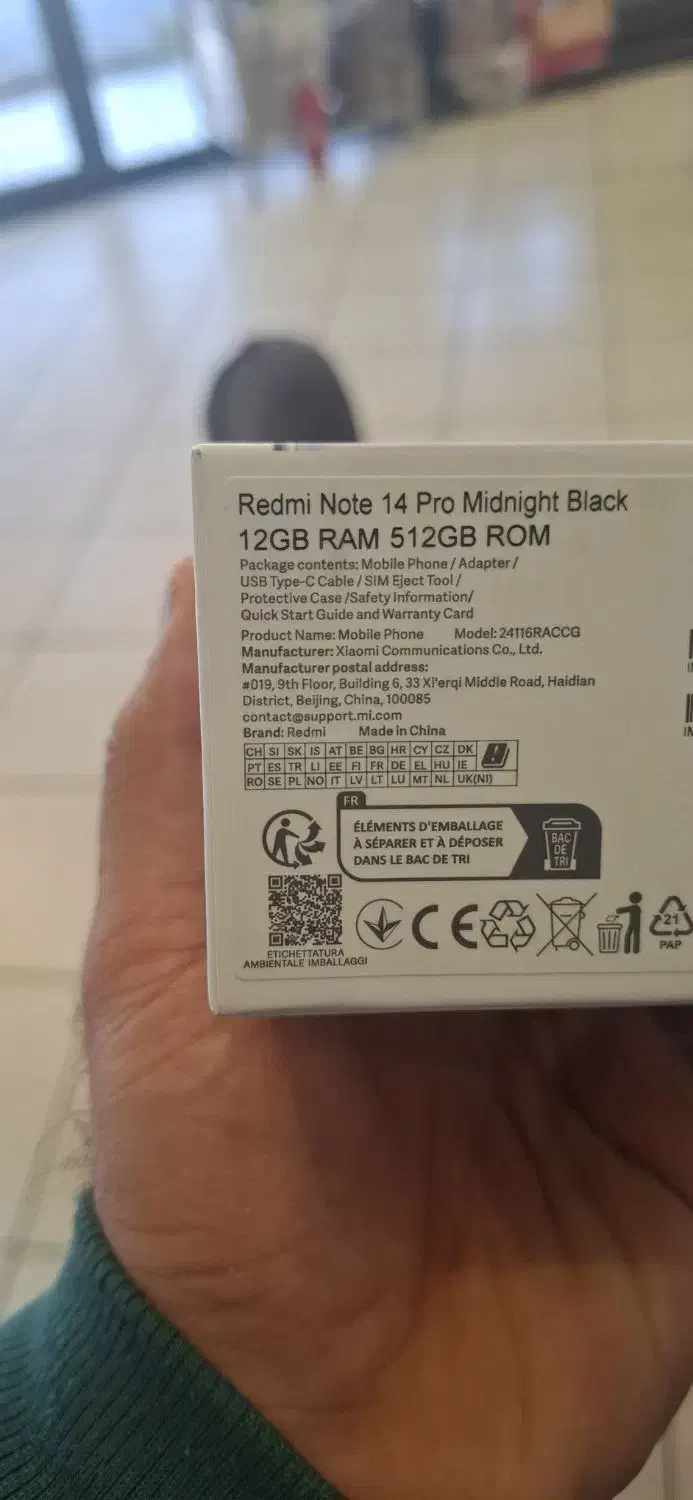 Redmi Note 14 Pro Midnight Black
12GB RAM 512GB ROM
Package contents: Mobile Phone / Adapter /
USB Type-C Cable / SIM Eject Tool /
Protective Case /Safety Information/
Quick Start Guide and Warranty Card
Product Name: Mobile Phone Model: 24116RACCG
Manufacturer: Xiaomi Communications Co., Ltd.
Manufacturer postal address:
#019, 9th Floor, Building 6, 33 Xi'erqi Middle Road, Haidian
District, Beijing, China, 100085
contact@support.mi.com
Brand: Redmi Made in China
CH SI SK IS AT BE BG HR CY CZ DK
PT ES TR LI EE FI FR DE EL HU IE
RO SE PL NO IT LV LT LU MT NL UK(NI)
FR
ÉLÉMENTS D'EMBALLAGE
À SÉPARER ET À DÉPOSER
DANS LE BAC DE TRI
BAC
DE
TRI
CE
21
PAP
ETICHETTATURA
AMBIENTALE IMBALLAGGI